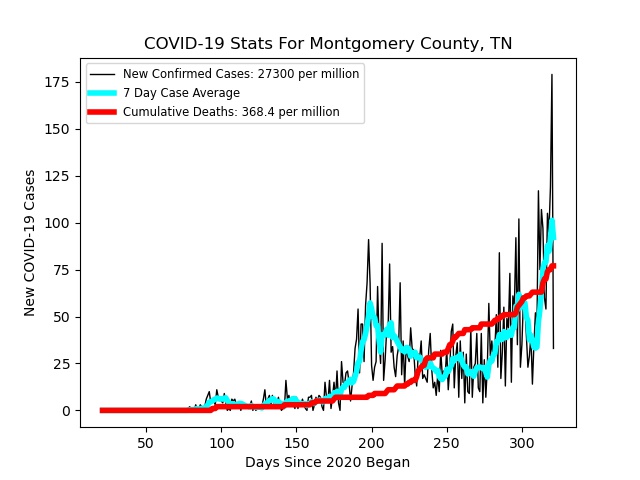 COVID-19 Stats For Montgomery County, TN
New Confirmed Cases: 27300 per million
7 Day Case Average
Cumulative Deaths: 368.4 per million
New COVID-19 Cases
175
150
125
100
75
50
25
0
50 100 150 200 250 300
Days Since 2020 Began